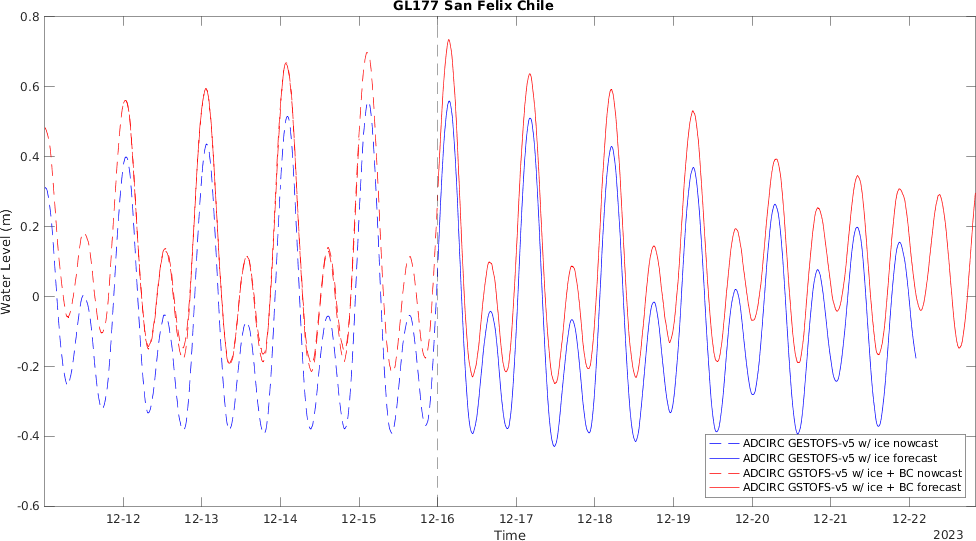 GL177 San Felix Chile
Water Level (m)
0.8
0.6
0.4
0.2
0
-0.2
-0.4
-0.6
ADCIRC GESTOFS-v5 w/ ice nowcast
ADCIRC GESTOFS-v5 w/ ice forecast
ADCIRC GSTOFS-v5 w/ ice + BC nowcast
ADCIRC GSTOFS-v5 w/ ice + BC forecast
12-12 12-13 12-14 12-15 12-16 12-17 12-18 12-19 12-20 12-21 12-22
Time
2023